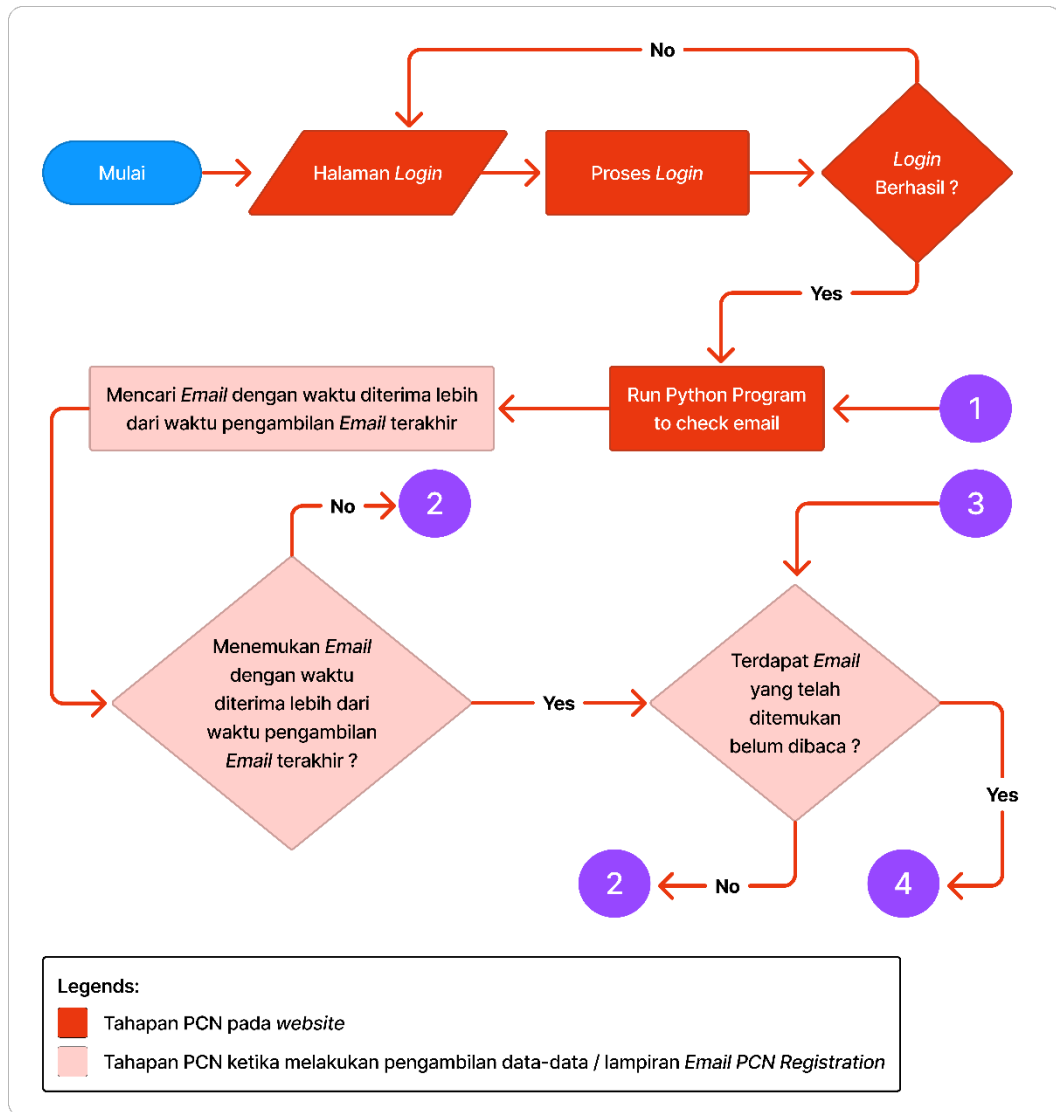 No
Mulai
Halaman Login
Proses Login
Login
Berhasil ?
Yes
Mencari Email dengan waktu diterima lebih
dari waktu pengambilan Email terakhir
Run Python Program
to check email
1
No
2
3
Menemukan Email
dengan waktu
diterima lebih dari
waktu pengambilan
Email terakhir ?
Yes
Terdapat Email
yang telah
ditemukan
belum dibaca ?
Yes
2
No
4
Legends:
Tahapan PCN pada website
Tahapan PCN ketika melakukan pengambilan data-data / lampiran Email PCN Registration